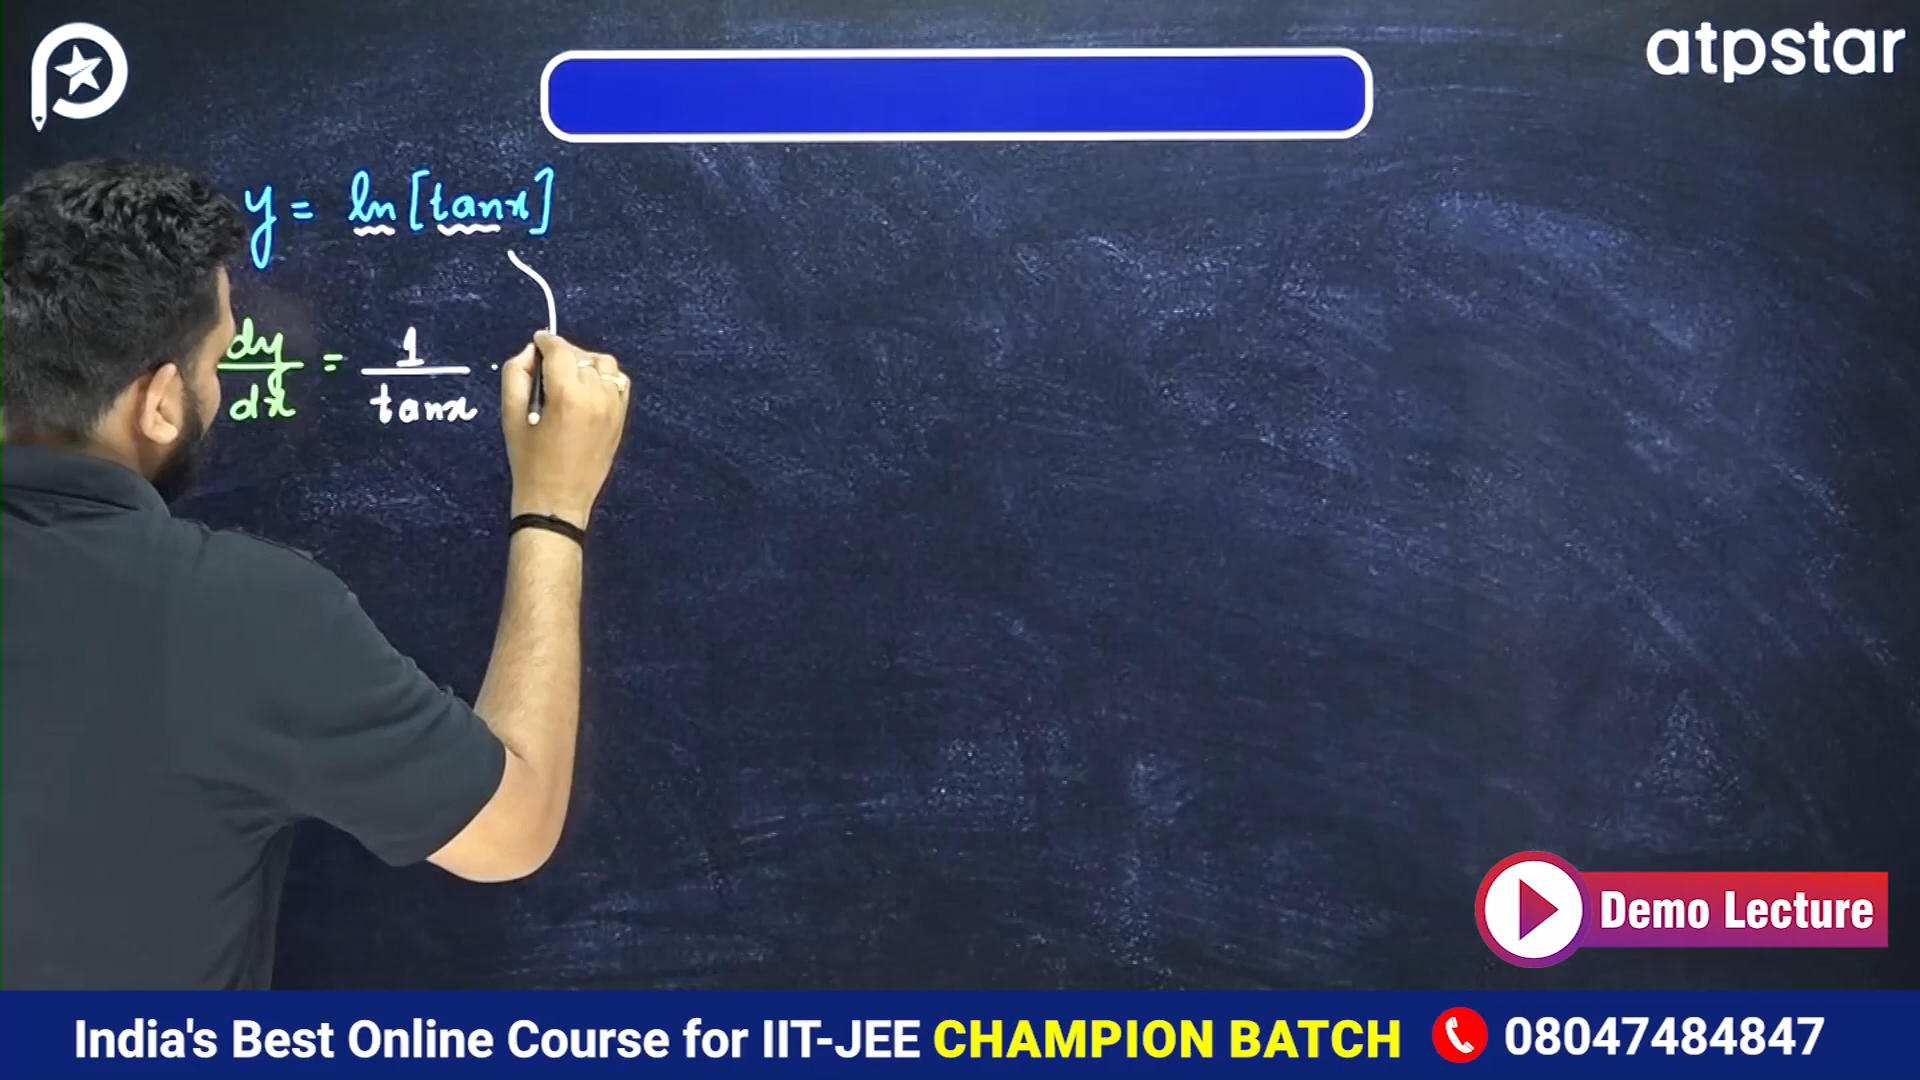 atpstar
y = ln [tanx]
dy/dx = 1/tanx ·
Demo Lecture
India's Best Online Course for IIT-JEE CHAMPION BATCH 08047484847